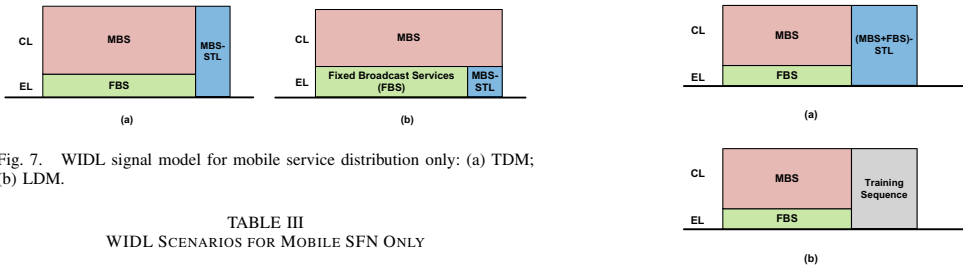 CL
MBS
MBS-
STL
EL
FBS
(a)
CL
MBS
EL
Fixed Broadcast Services
(FBS)
MBS-
STL
(b)
Fig. 7. WIDL signal model for mobile service distribution only: (a) TDM;
(b) LDM.
TABLE III
WIDL SCENARIOS FOR MOBILE SFN ONLY
CL
MBS
(MBS+FBS)-
STL
EL
FBS
(a)
CL
MBS
Training
Sequence
EL
FBS
(b)